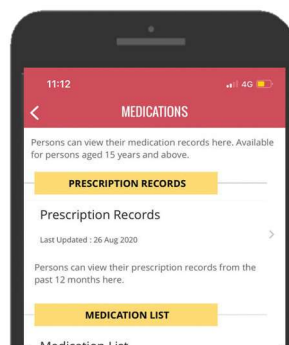 11:12
4G
MEDICATIONS
Persons can view their medication records here. Available
for persons aged 15 years and above.
PRESCRIPTION RECORDS
Prescription Records
Last Updated : 26 Aug 2020
Persons can view their prescription records from the
past 12 months here.
MEDICATION LIST
Medication List